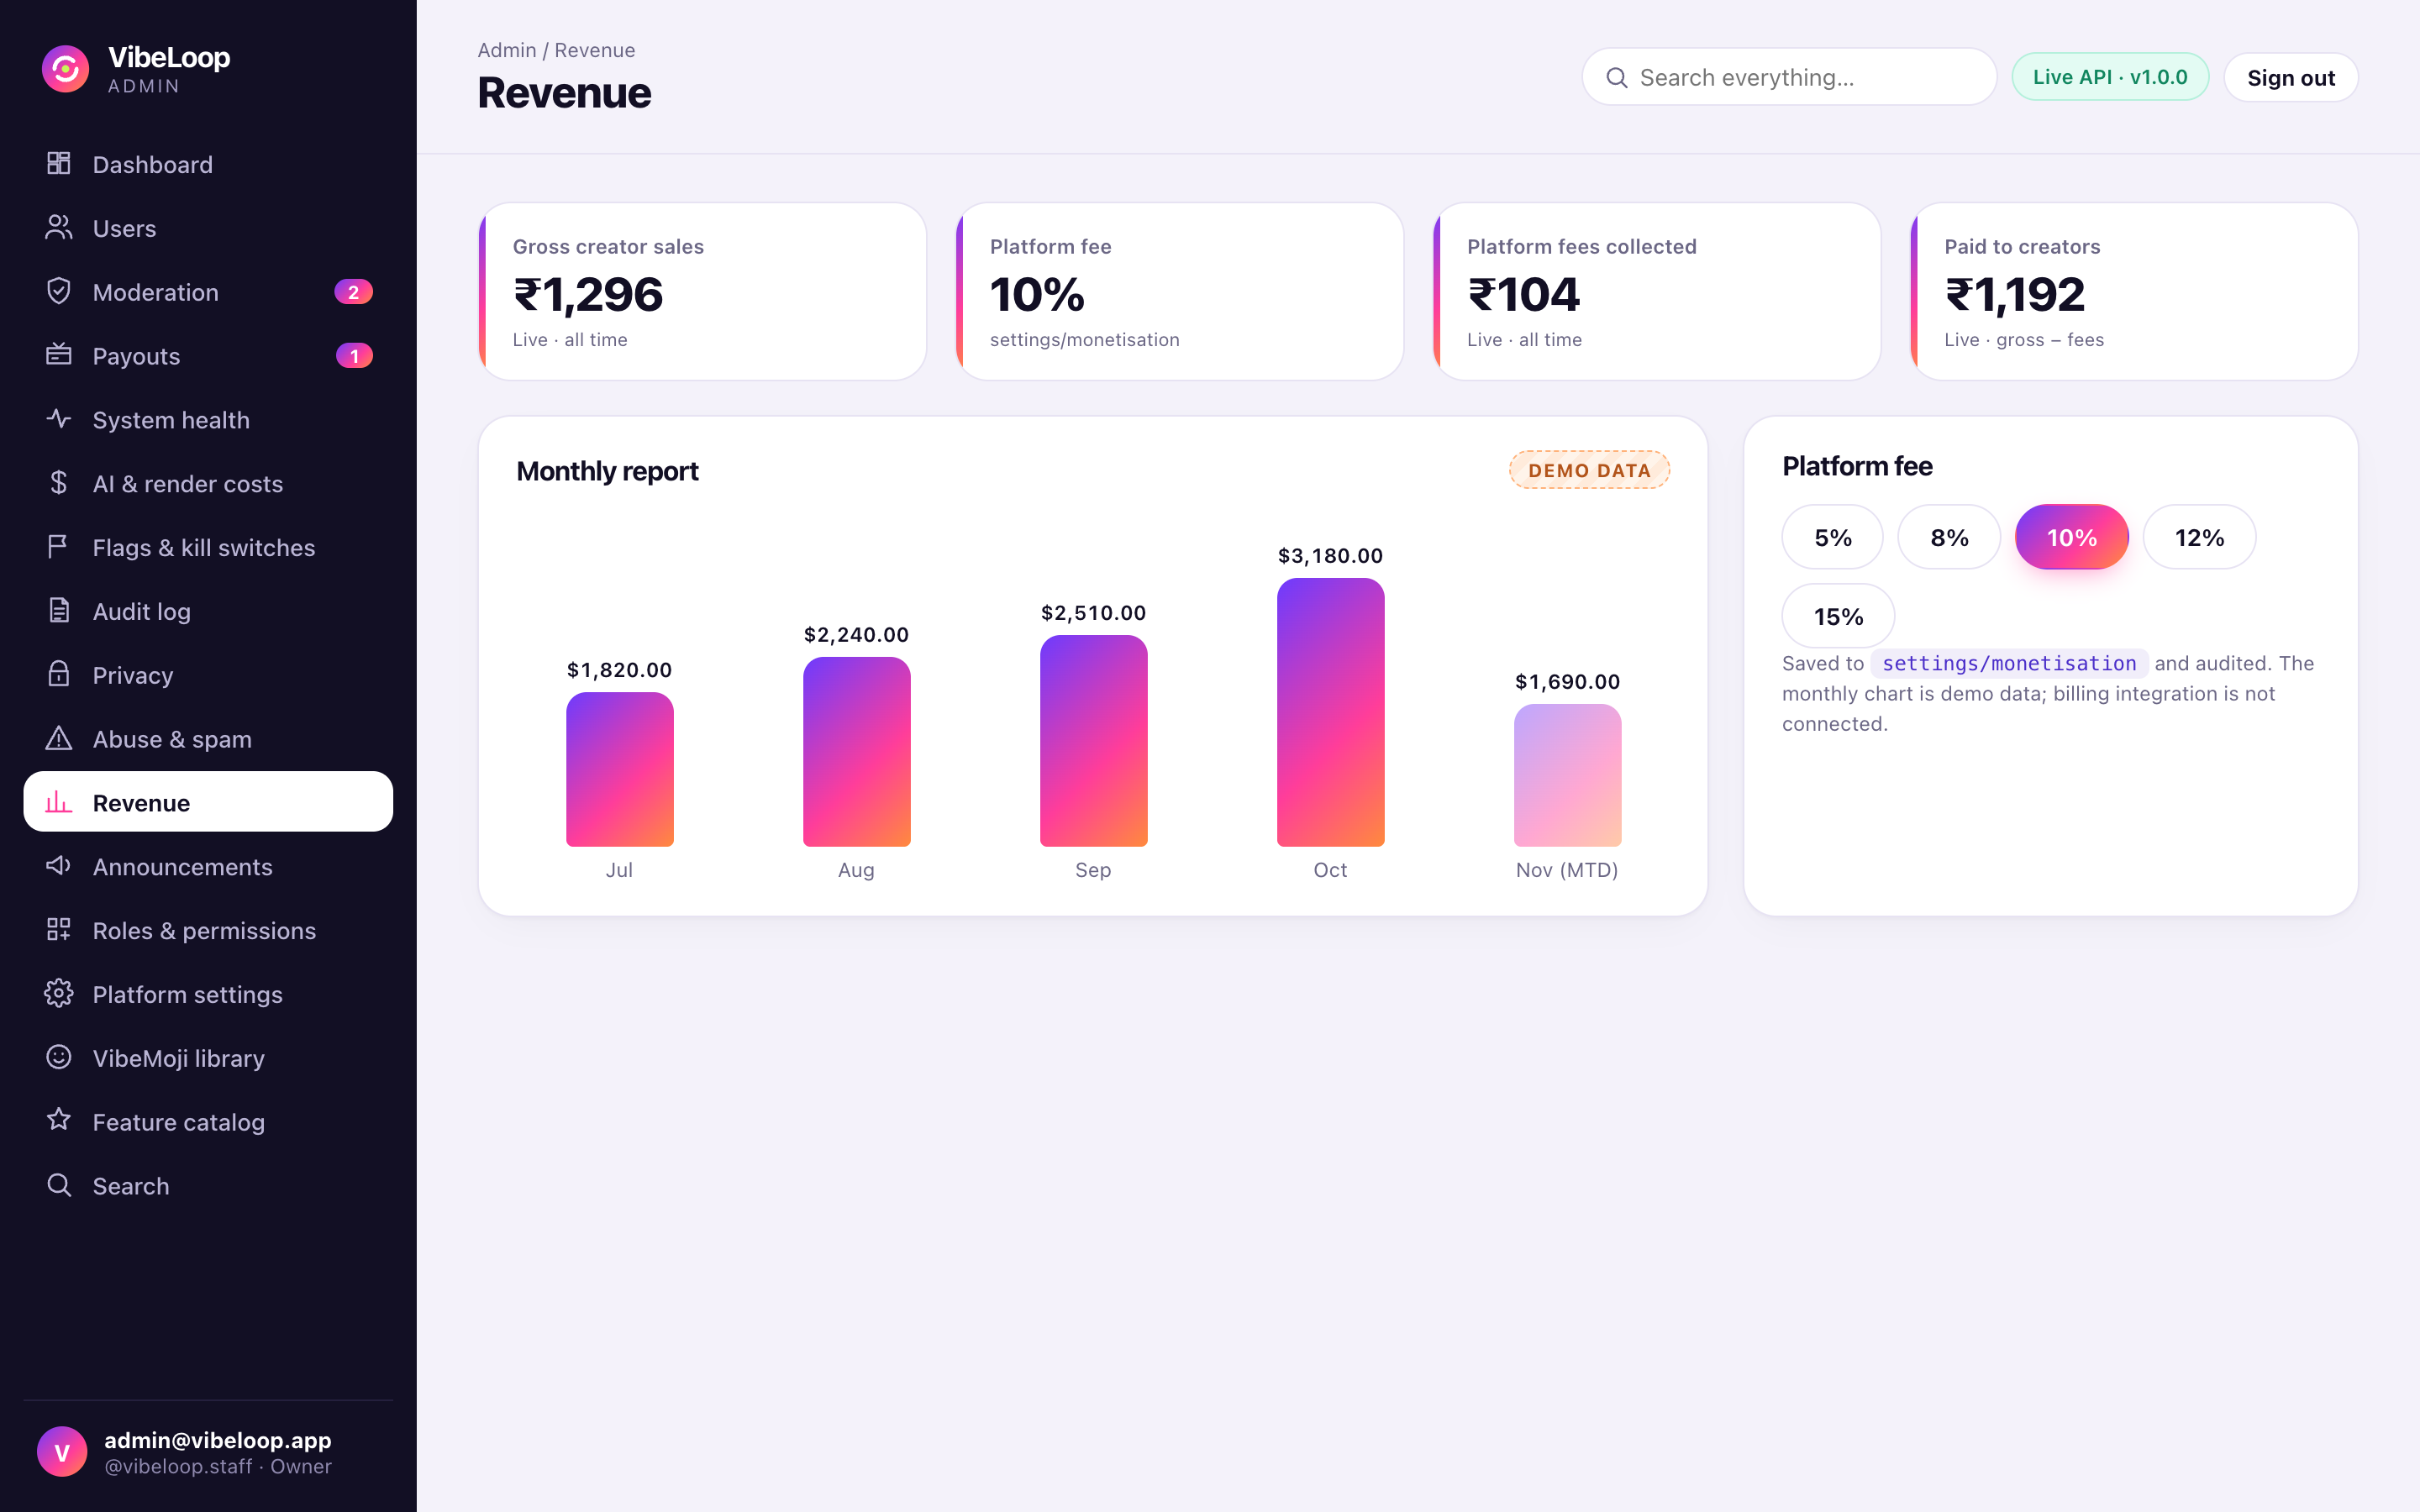 VibeLoop
ADMIN
Dashboard
Users
Moderation 2
Payouts 1
System health
AI & render costs
Flags & kill switches
Audit log
Privacy
Abuse & spam
Revenue
Announcements
Roles & permissions
Platform settings
VibeMoji library
Feature catalog
Search
V
admin@vibeloop.app
@vibeloop.staff · Owner
Admin / Revenue
Revenue
Search everything...
Live API · v1.0.0
Sign out
Gross creator sales
₹1,296
Live · all time
Platform fee
10%
settings/monetisation
Platform fees collected
₹104
Live · all time
Paid to creators
₹1,192
Live · gross – fees
Monthly report
DEMO DATA
$1,820.00
$2,240.00
$2,510.00
$3,180.00
$1,690.00
Jul
Aug
Sep
Oct
Nov (MTD)
Platform fee
5%
8%
10%
12%
15%
Saved to settings/monetisation and audited. The
monthly chart is demo data; billing integration is not
connected.